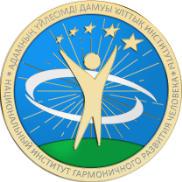 АДАМНЫҢ ҮЙЛЕСІМДІ ДАМУЫ ҰЛТТЫҚ ИНСТИТУТЫ
НАЦИОНАЛЬНЫЙ ИНСТИТУТ ГАРМОНИЧНОГО РАЗВИТИЯ ЧЕЛОВЕКА